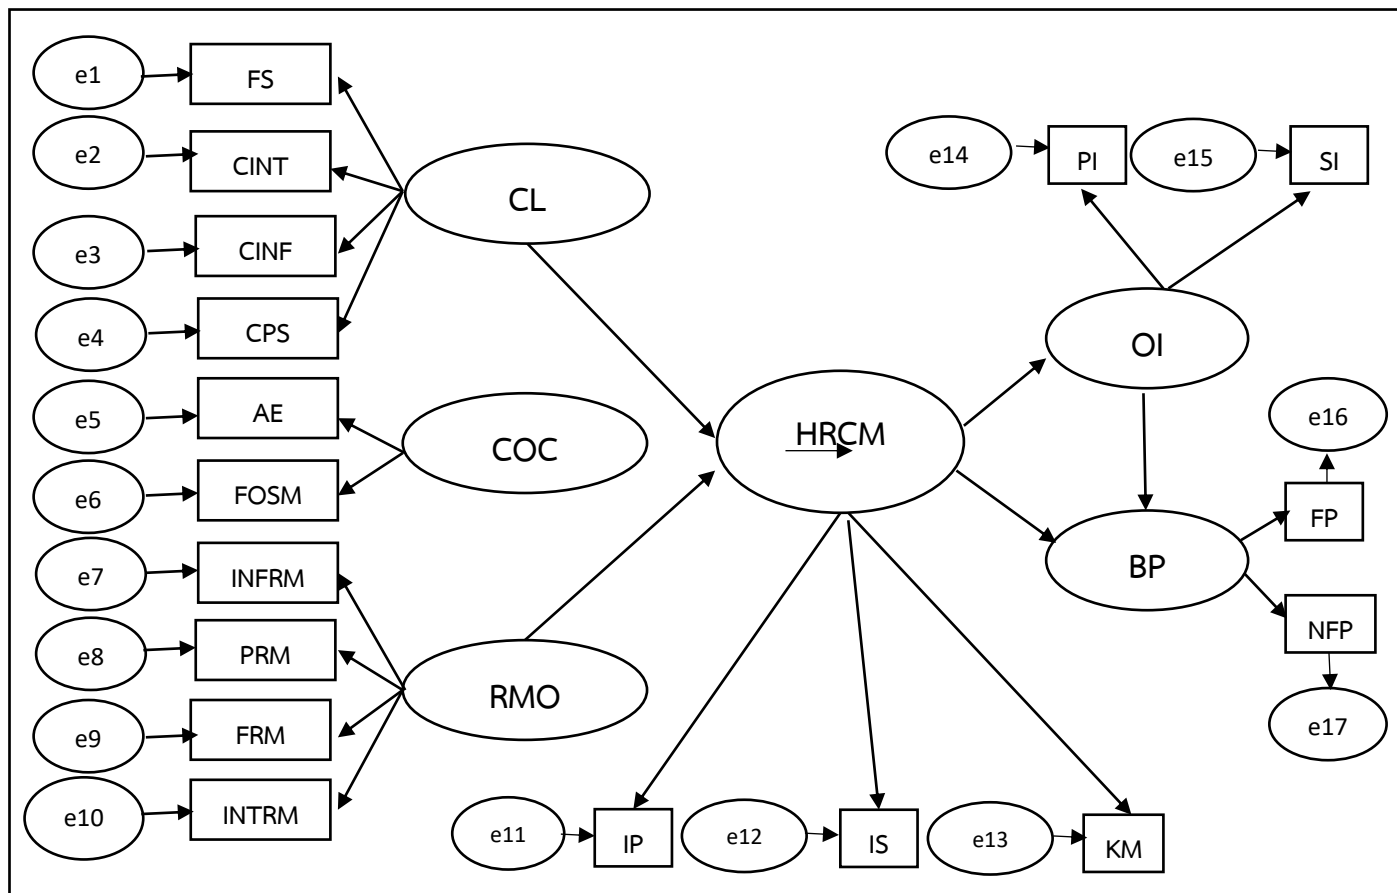 e1
FS
e2
CINT
e3
CINF
e4
CPS
e5
AE
e6
FOSM
e7
INFRM
e8
PRM
e9
FRM
e10
INTRM
CL
COC
RMO
HRCM
e11
IP
e12
IS
e13
KM
e14
PI
e15
SI
OI
BP
e16
FP
NFP
e17